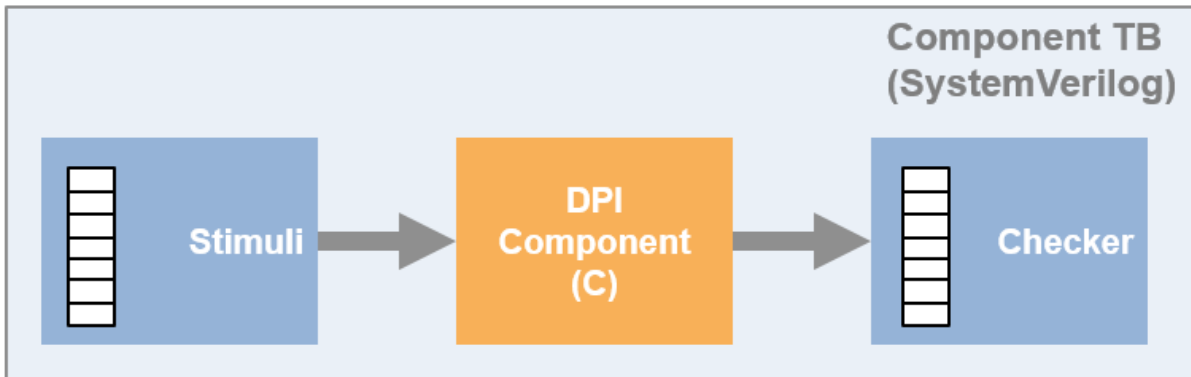 Component TB
(SystemVerilog)
Stimuli
DPI
Component
(C)
Checker